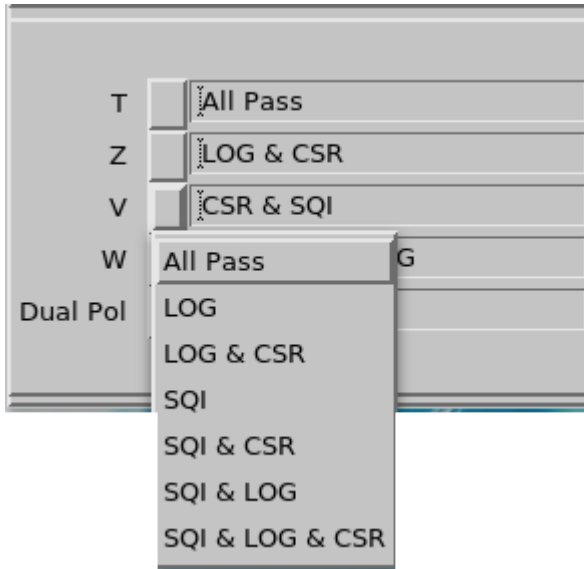 T All Pass
Z LOG & CSR
V CSR & SQI
W G
Dual Pol
All Pass
LOG
LOG & CSR
SQI
SQI & CSR
SQI & LOG
SQI & LOG & CSR